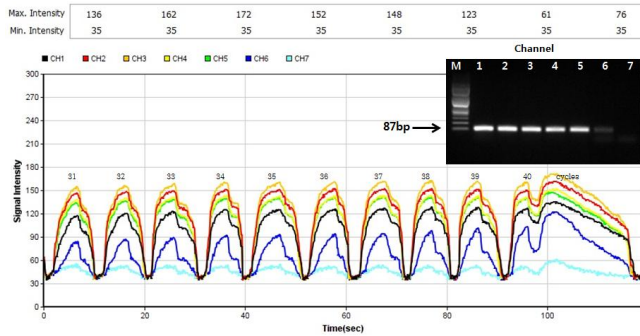 Max. Intensity 136 162 172 152 148 123 61 76
Min. Intensity 35 35 35 35 35 35 35 35
CH1 CH2 CH3 CH4 CH5 CH6 CH7
Channel
M 1 2 3 4 5 6 7
87bp
300
270
240
210
180
150
120
90
60
30
0
Signal Intensity
31 32 33 34 35 36 37 38 39 40 cycles
0 20 40 60 80 100
Time(sec)